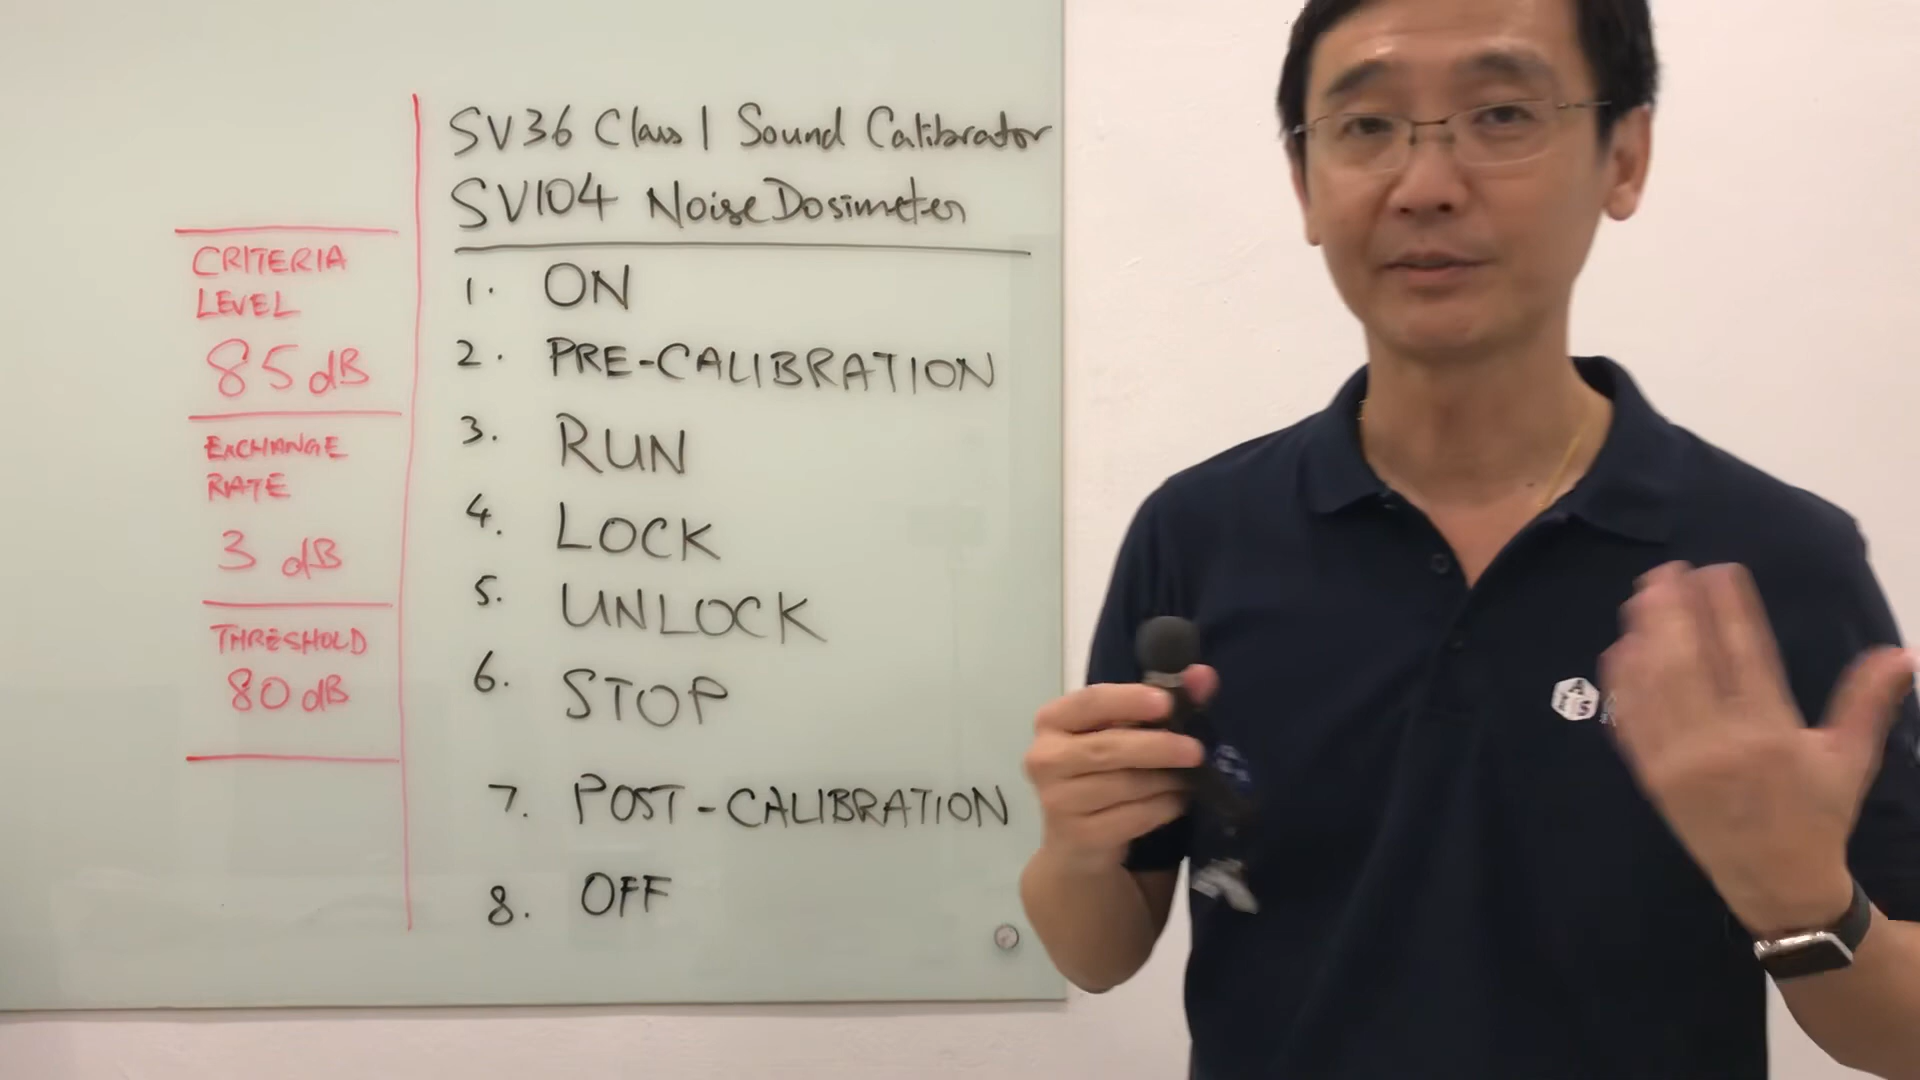 SV36 Class 1 Sound Calibrator
SV104 Noise Dosimeter
1. ON
2. PRE-CALIBRATION
3. RUN
4. LOCK
5. UNLOCK
6. STOP
7. POST-CALIBRATION
8. OFF
CRITERIA
LEVEL
85 dB
EXCHANGE
RATE
3 dB
THRESHOLD
80 dB